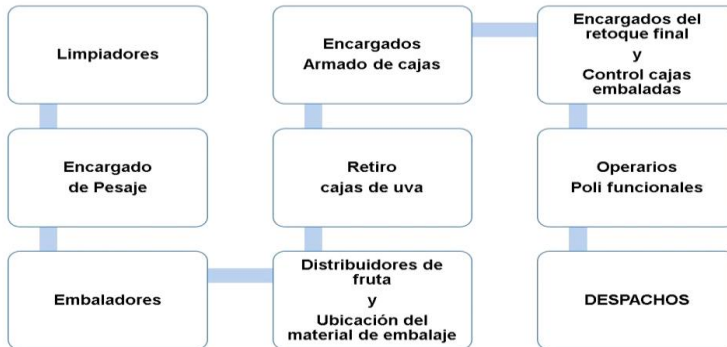 Limpiadores
Encargado
de Pesaje
Embaladores
Distribuidores de
fruta
y
Ubicación del
material de embalaje
Retiro
cajas de uva
Encargados
Armado de cajas
Encargados del
retoque final
y
Control cajas
embaladas
Operarios
Poli funcionales
DESPACHOS